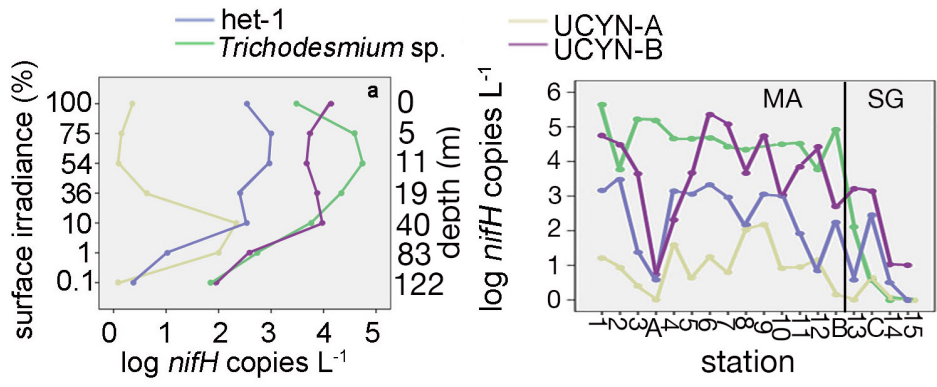 het-1
Trichodesmium sp.
UCYN-A
UCYN-B
surface irradiance (%)
100
75
54
36
10
1
0.1
a
0
5
11
19
40
83
122
depth (m)
0 1 2 3 4 5
log nifH copies L-1
log nifH copies L-1
6
5
4
3
2
1
0
MA SG
1 2 3 A 4 5 6 7 8 9 10 11 12 B 13 C 14 15
station